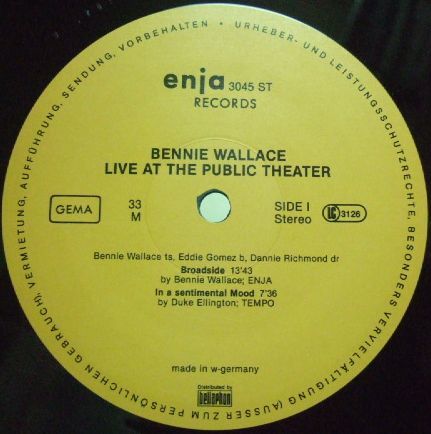 enja 3045 ST
RECORDS
BENNIE WALLACE
LIVE AT THE PUBLIC THEATER
GEMA
33
M
SIDE I
Stereo
LC 3126
Bennie Wallace ts, Eddie Gomez b, Dannie Richmond dr
Broadside 13'43
by Bennie Wallace; ENJA
In a sentimental Mood 7'36
by Duke Ellington; TEMPO
made in w-germany
Distributed by
bellaphon
URHEBER- UND LEISTUNGSSCHUTZRECHTE, BESONDERS VERVIELFÄLTIGUNG (AUSSER ZUM PERSÖNLICHEN GEBRAUCH), VERMIETUNG, AUFFÜHRUNG, SENDUNG, VORBEHALTEN •